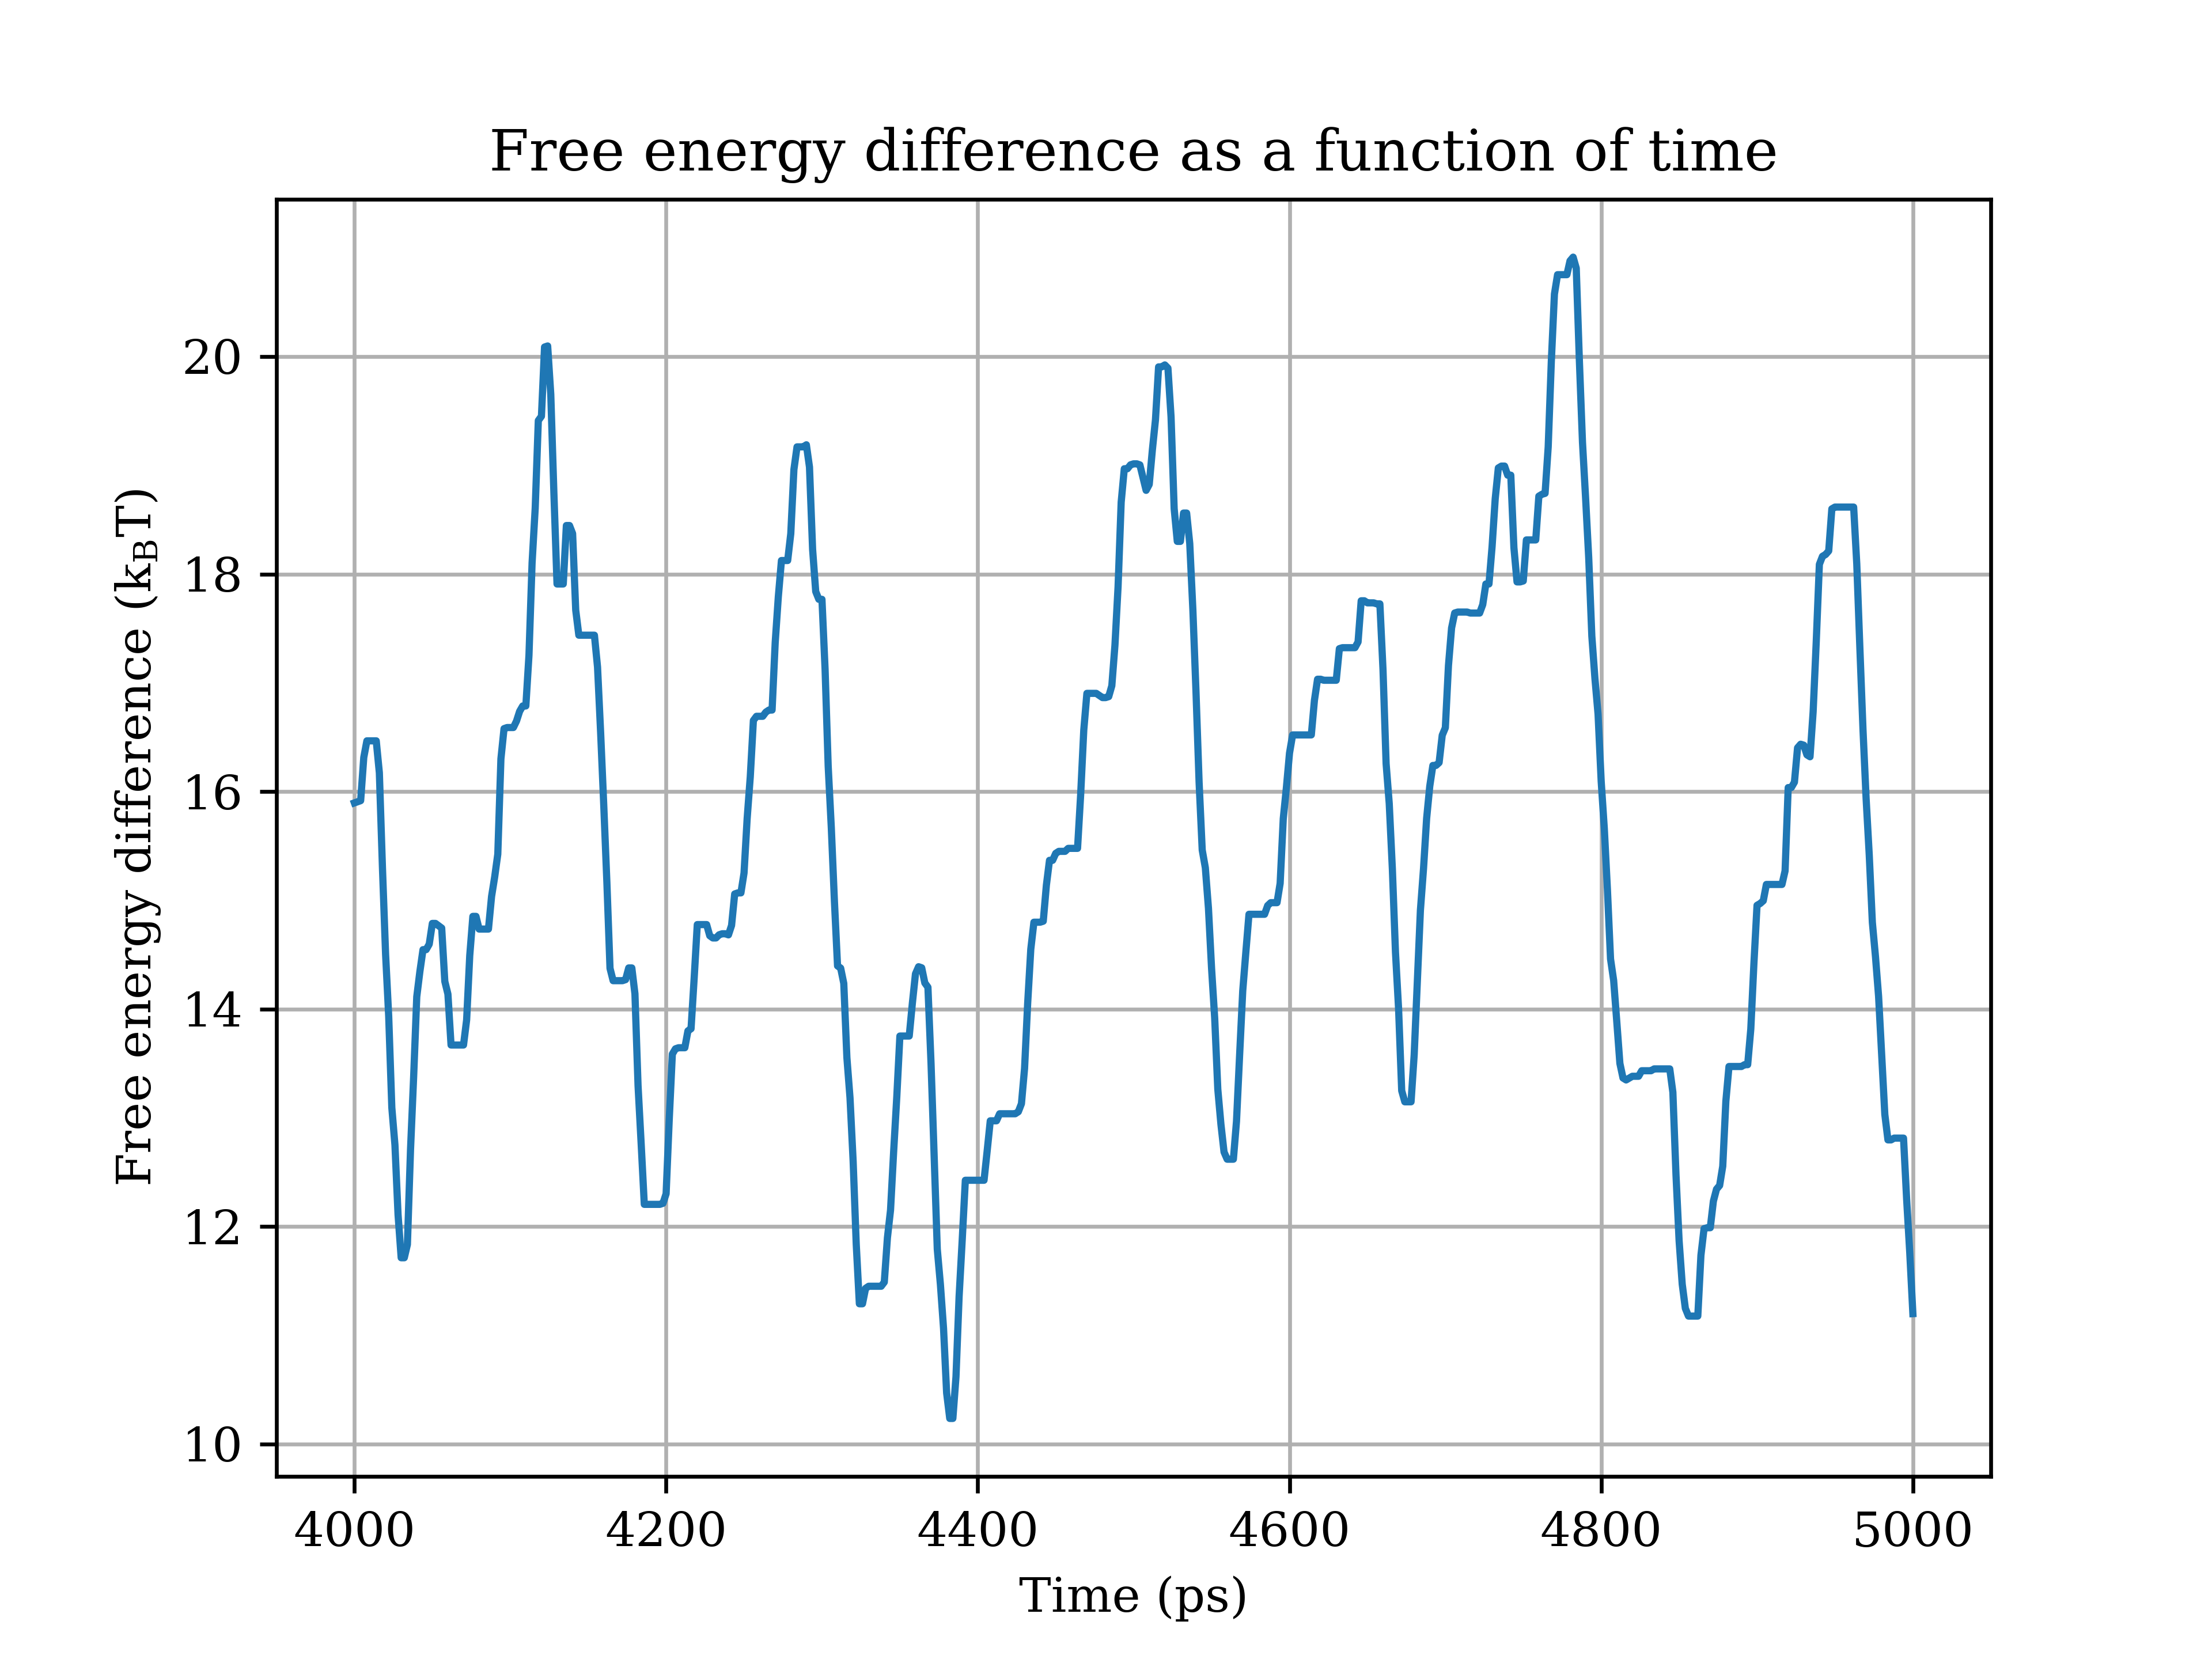 Free energy difference as a function of time
Free energy difference (k_BT)
20
18
16
14
12
10
4000 4200 4400 4600 4800 5000
Time (ps)